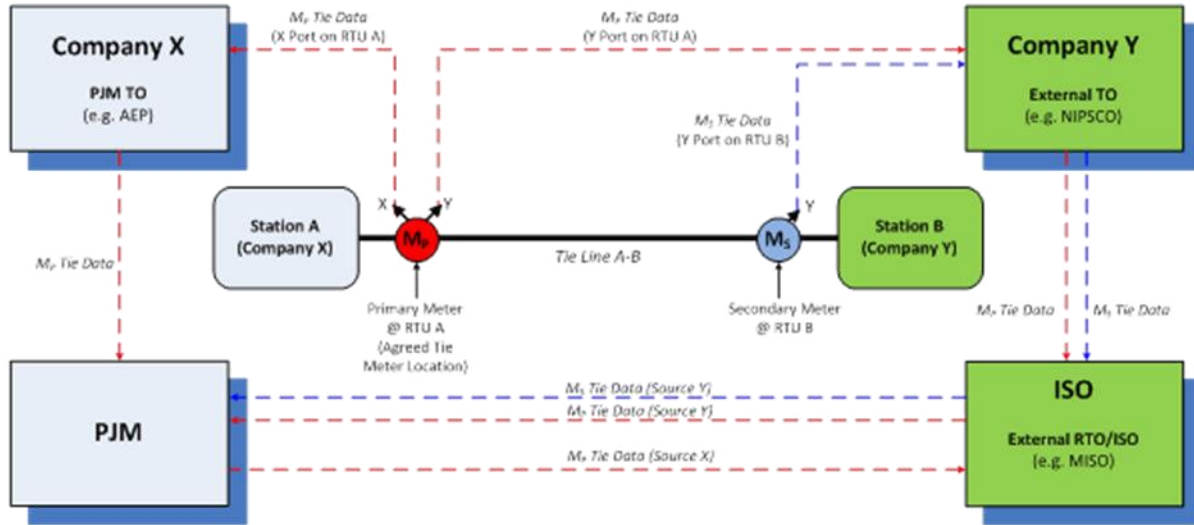 Company X
PJM TO
(e.g. AEP)
Mₚ Tie Data
(X Port on RTU A)
Mₚ Tie Data
(Y Port on RTU A)
Company Y
External TO
(e.g. NIPSCO)
Mₛ Tie Data
(Y Port on RTU B)
Station A
(Company X)
X
Mₚ
Y
Tie Line A-B
Mₛ
Y
Station B
(Company Y)
Mₚ Tie Data
Primary Meter
@ RTU A
(Agreed Tie
Meter Location)
Secondary Meter
@ RTU B
Mₚ Tie Data
Mₛ Tie Data
PJM
Mₛ Tie Data (Source Y)
Mₚ Tie Data (Source Y)
Mₚ Tie Data (Source X)
ISO
External RTO/ISO
(e.g. MISO)